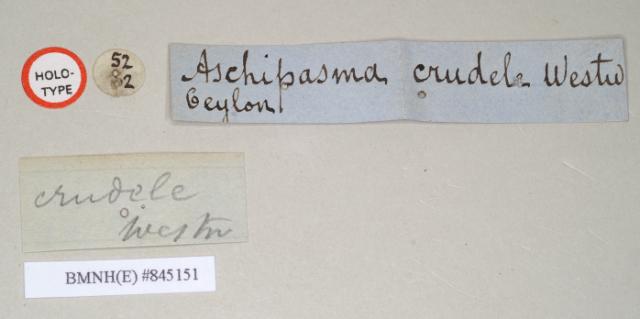 HOLO-
TYPE
52
82
Aschipasma crudele Westw
Ceylon
crudele
Westw
BMNH(E) #845151